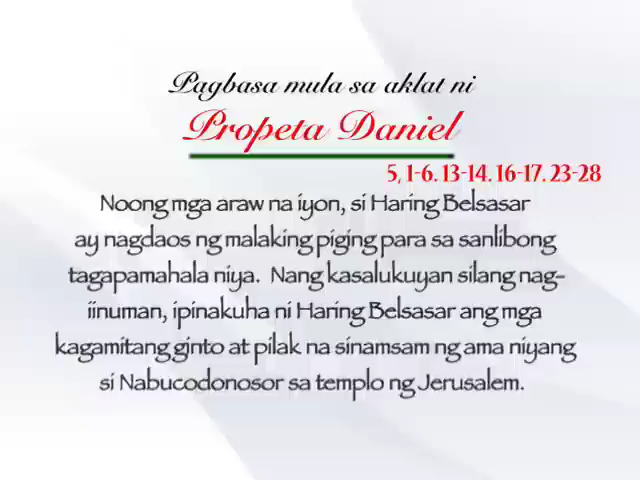 Pagbasa mula sa aklat ni
Propeta Daniel
5, 1-6. 13-14. 16-17. 23-28
Noong mga araw na iyon, si Haring Belsasar
ay nagdaos ng malaking piging para sa sanlibong
tagapamahala niya. Nang kasalukuyan silang nag-
iinuman, ipinakuha ni Haring Belsasar ang mga
kagamitang ginto at pilak na sinamsam ng ama niyang
si Nabucodonosor sa templo ng Jerusalem.